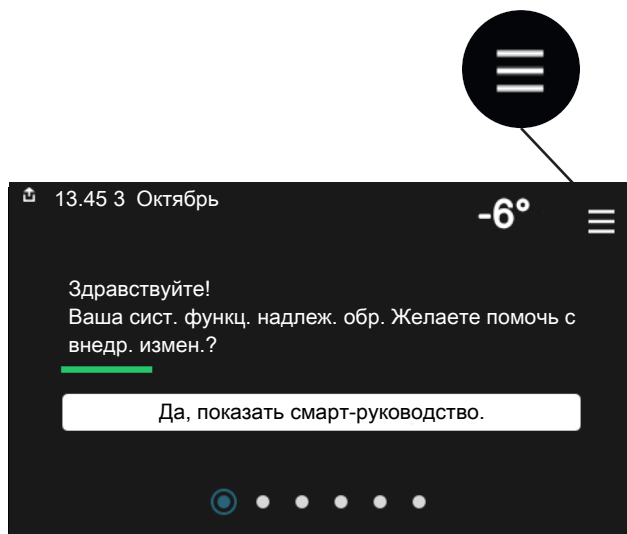 13.45 3 Октябрь
-6°
Здравствуйте!
Ваша сист. функц. надлеж. обр. Желаете помочь с
внедр. измен.?
Да, показать смарт-руководство.